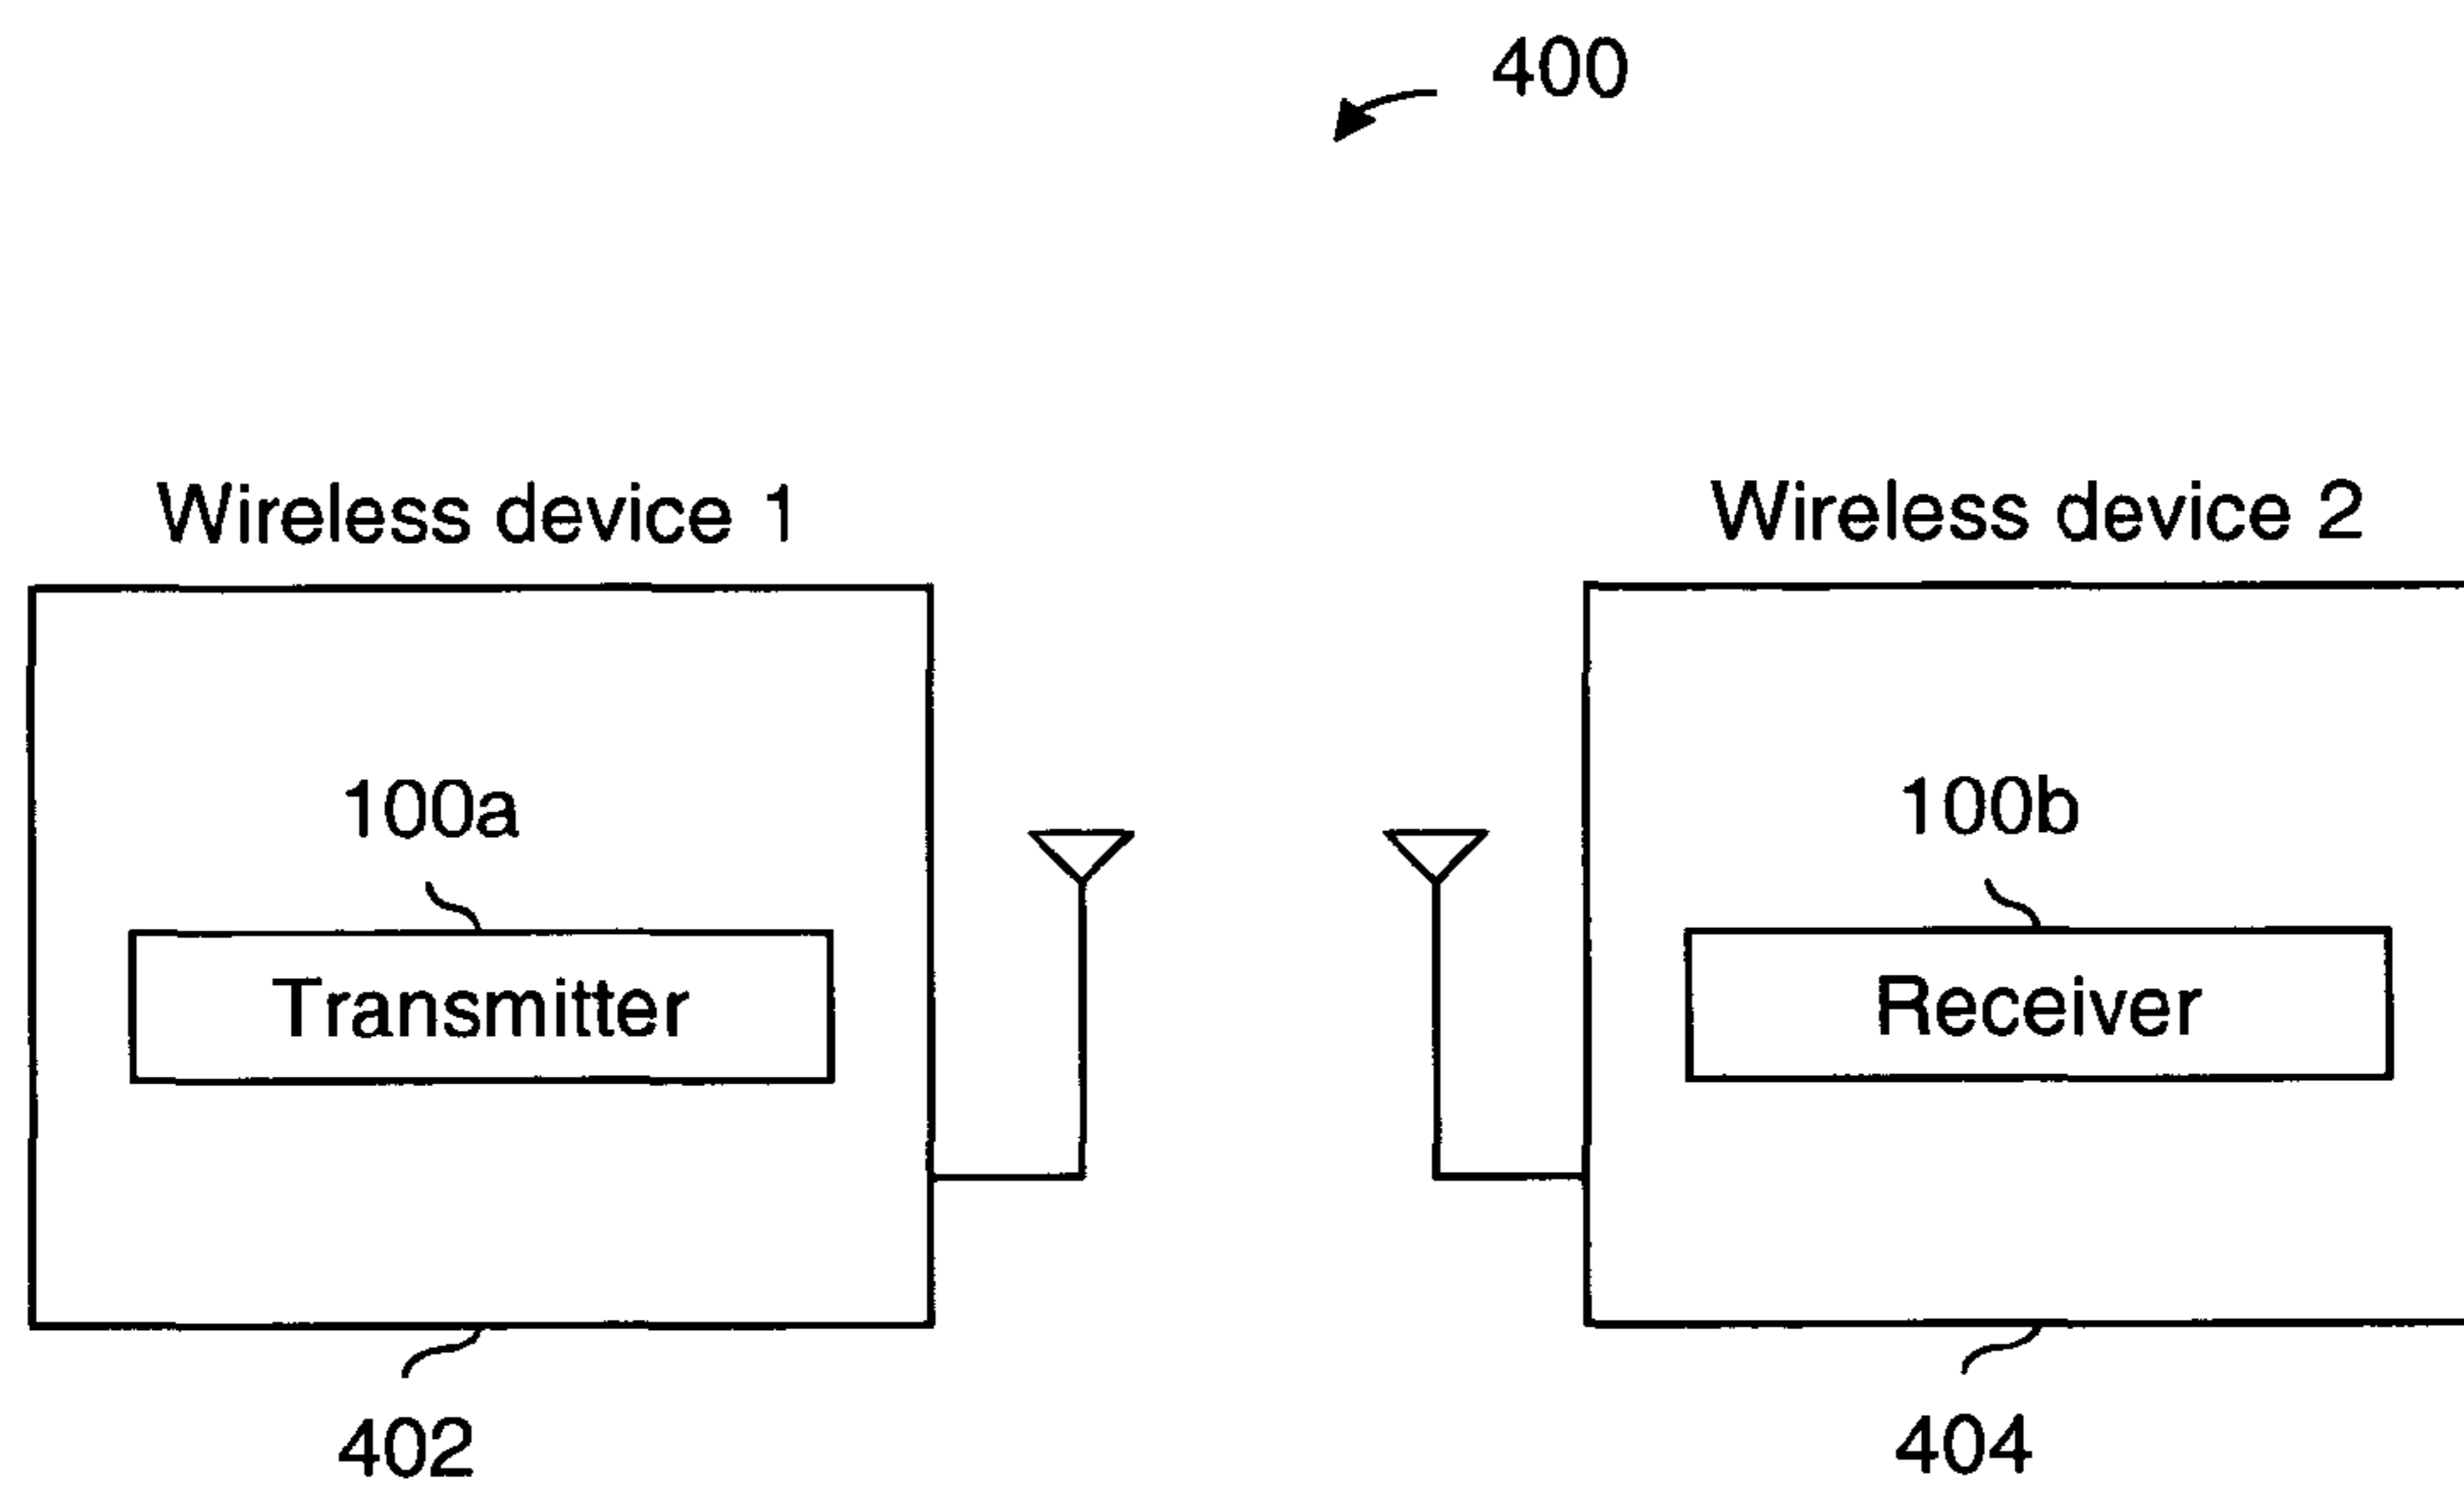 400
Wireless device 1
Wireless device 2
100a
100b
Transmitter
Receiver
402
404